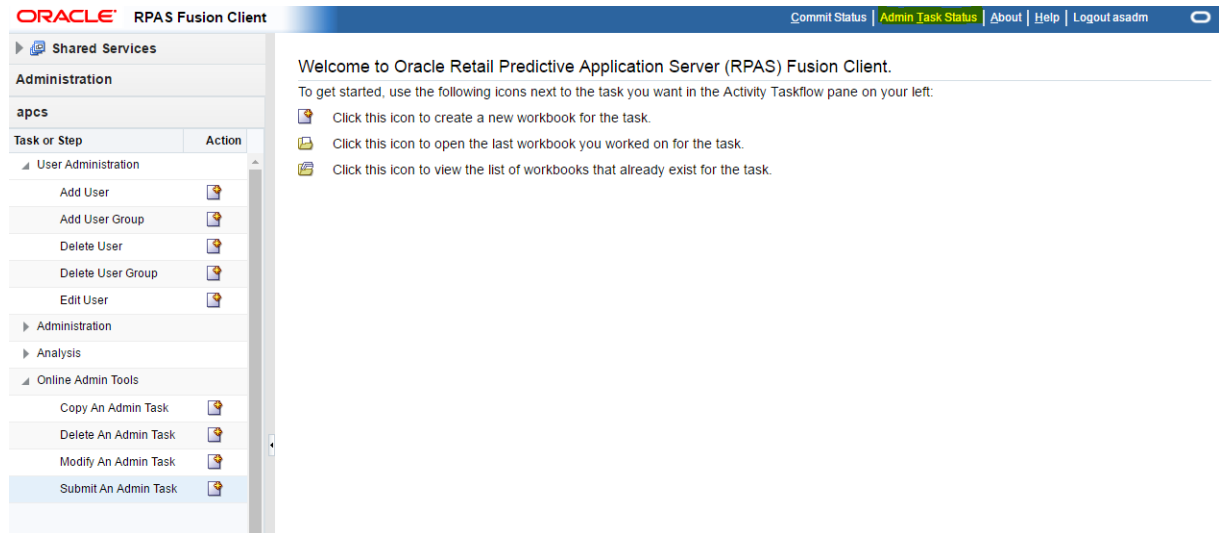 ORACLE RPAS Fusion Client
Commit Status | Admin Task Status | About | Help | Logout asadm
Shared Services
Administration
apcs
Task or Step Action
User Administration
Add User
Add User Group
Delete User
Delete User Group
Edit User
Administration
Analysis
Online Admin Tools
Copy An Admin Task
Delete An Admin Task
Modify An Admin Task
Submit An Admin Task
Welcome to Oracle Retail Predictive Application Server (RPAS) Fusion Client.
To get started, use the following icons next to the task you want in the Activity Taskflow pane on your left:
Click this icon to create a new workbook for the task.
Click this icon to open the last workbook you worked on for the task.
Click this icon to view the list of workbooks that already exist for the task.